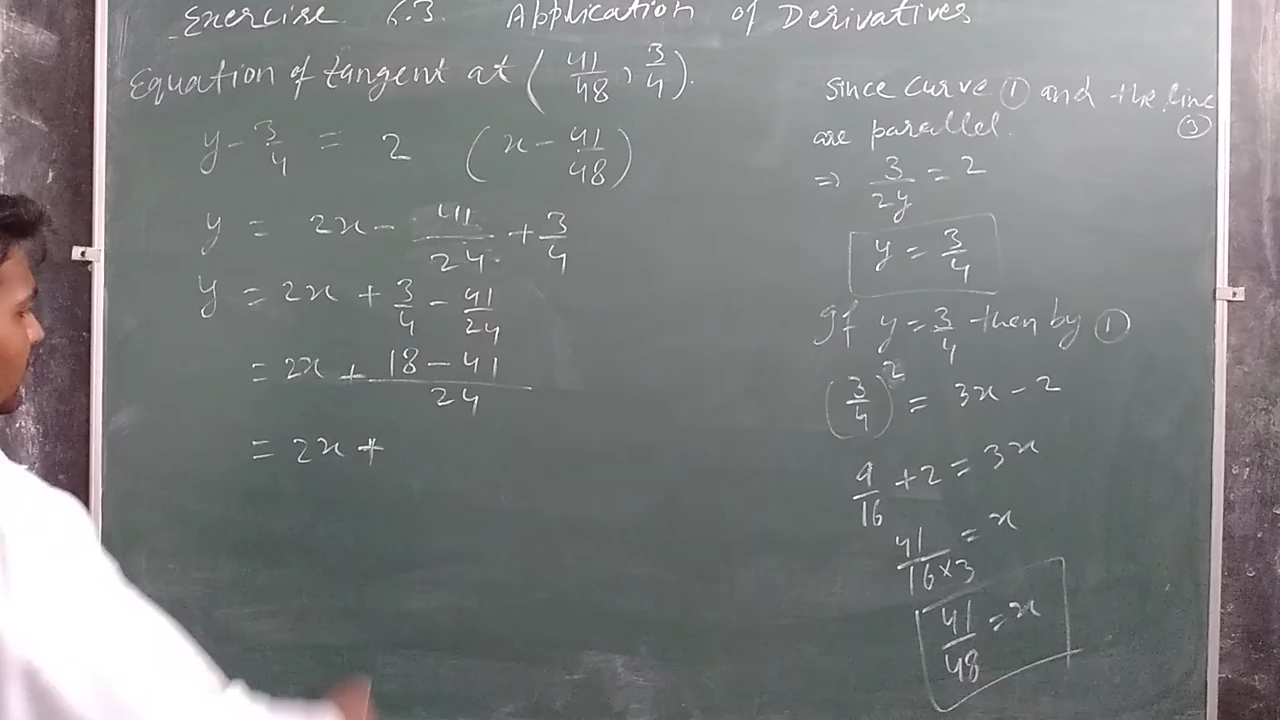 Exercise 6.3. Application of Derivatives
Equation of tangent at (41/48, 3/4).
y - 3/4 = 2 (x - 41/48)
y = 2x - 41/24 + 3/4
y = 2x + 3/4 - 41/24
= 2x + 18 - 41/24
= 2x +
Since curve ① and the line ③
are parallel.
⇒ 3/2y = 2
y = 3/4
If y = 3/4 then by ①
(3/4)² = 3x - 2
9/16 + 2 = 3x
41/16×3 = x
41/48 = x